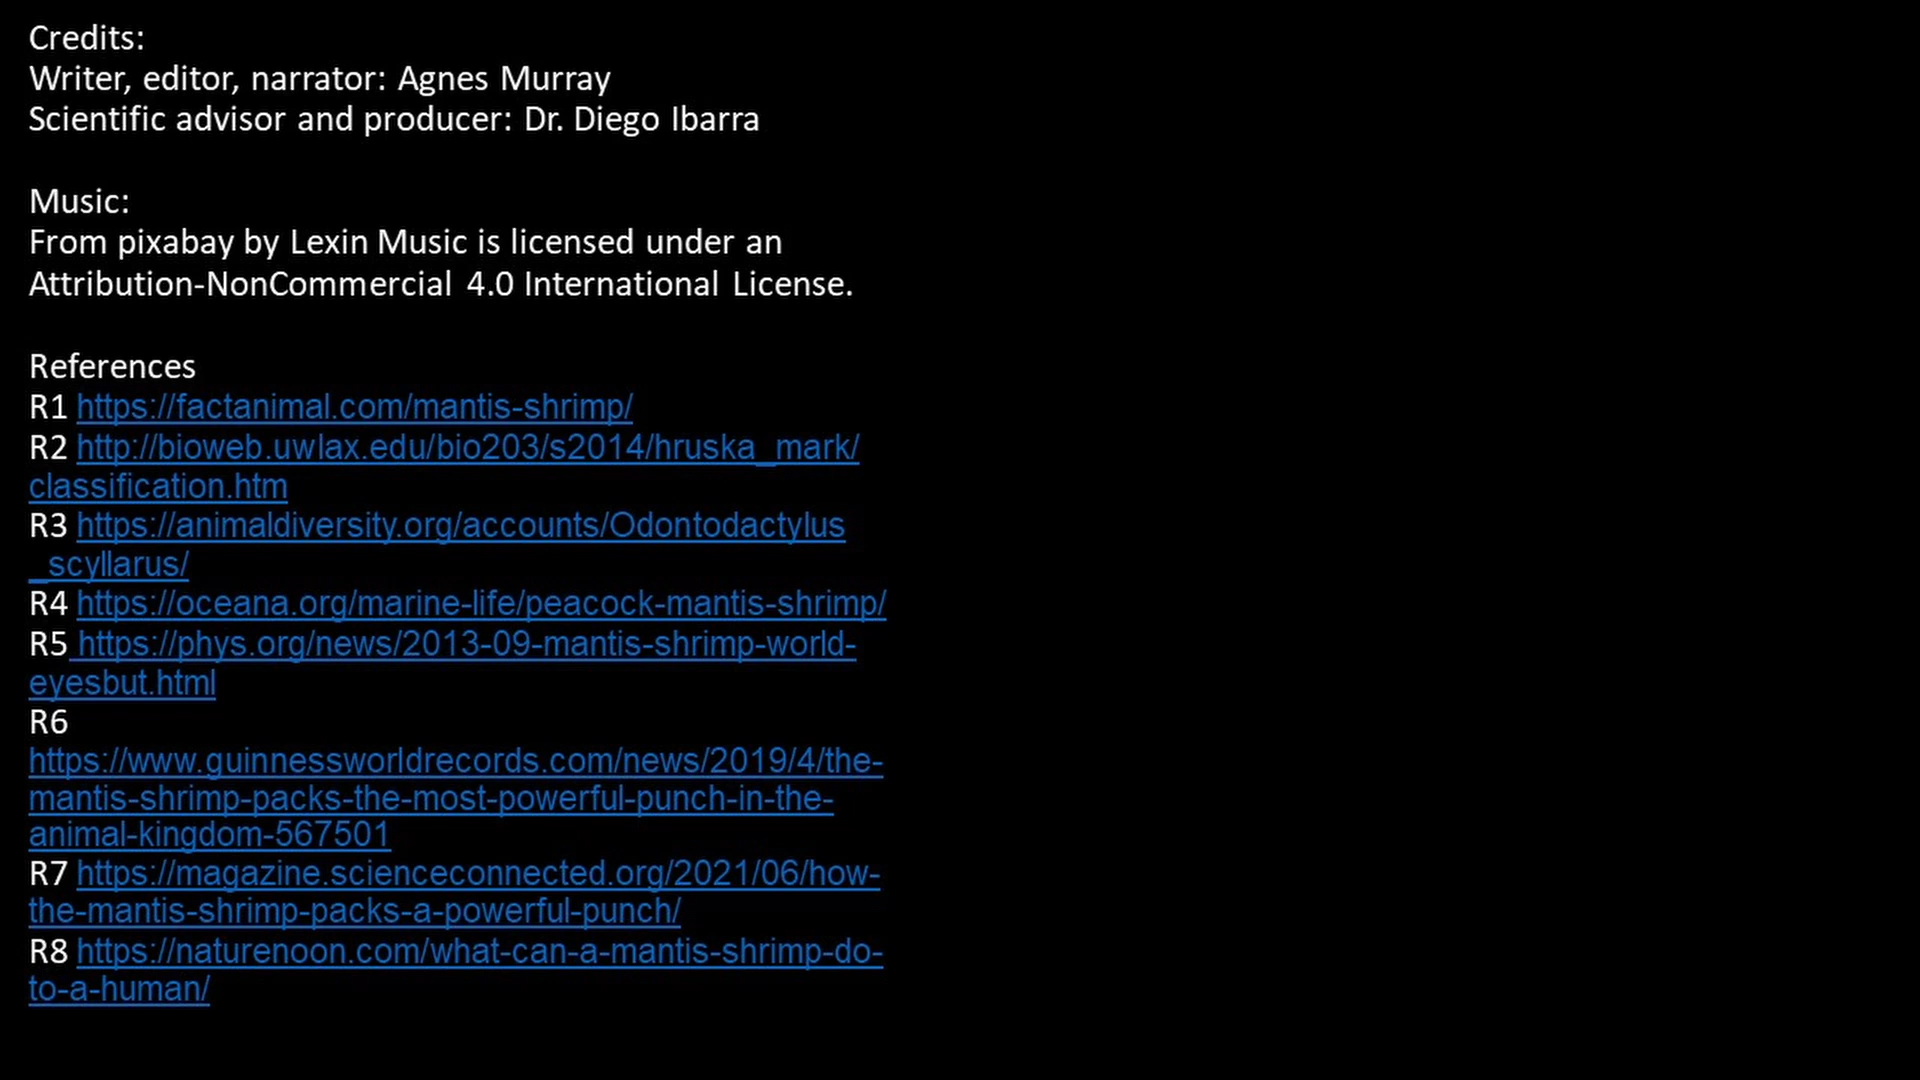 Credits:
Writer, editor, narrator: Agnes Murray
Scientific advisor and producer: Dr. Diego Ibarra
Music:
From pixabay by Lexin Music is licensed under an
Attribution-NonCommercial 4.0 International License.
References
R1 https://factanimal.com/mantis-shrimp/
R2 http://bioweb.uwlax.edu/bio203/s2014/hruska_mark/
classification.htm
R3 https://animaldiversity.org/accounts/Odontodactylus
_scyllarus/
R4 https://oceana.org/marine-life/peacock-mantis-shrimp/
R5 https://phys.org/news/2013-09-mantis-shrimp-world-
eyesbut.html
R6
https://www.guinnessworldrecords.com/news/2019/4/the-
mantis-shrimp-packs-the-most-powerful-punch-in-the-
animal-kingdom-567501
R7 https://magazine.scienceconnected.org/2021/06/how-
the-mantis-shrimp-packs-a-powerful-punch/
R8 https://naturenoon.com/what-can-a-mantis-shrimp-do-
to-a-human/